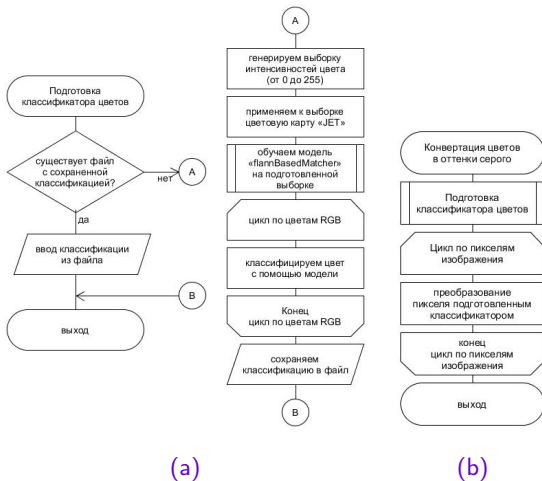 Подготовка
классификатора цветов
существует файл
с сохраненной
классификацией?
нет
A
да
ввод классификации
из файла
B
выход
A
генерируем выборку
интенсивностей цвета
(от 0 до 255)
применяем к выборке
цветовую карту «JET»
обучаем модель
«flannBasedMatcher»
на подготовленной
выборке
цикл по цветам RGB
классифицируем цвет
с помощью модели
Конец
цикл по цветам RGB
сохраняем
классификацию в файл
B
Конвертация цветов
в оттенки серого
Подготовка
классификатора цветов
Цикл по пикселям
изображения
преобразование
пикселя подготовленным
классификатором
конец
цикл по пикселям
изображения
выход
(a)
(b)